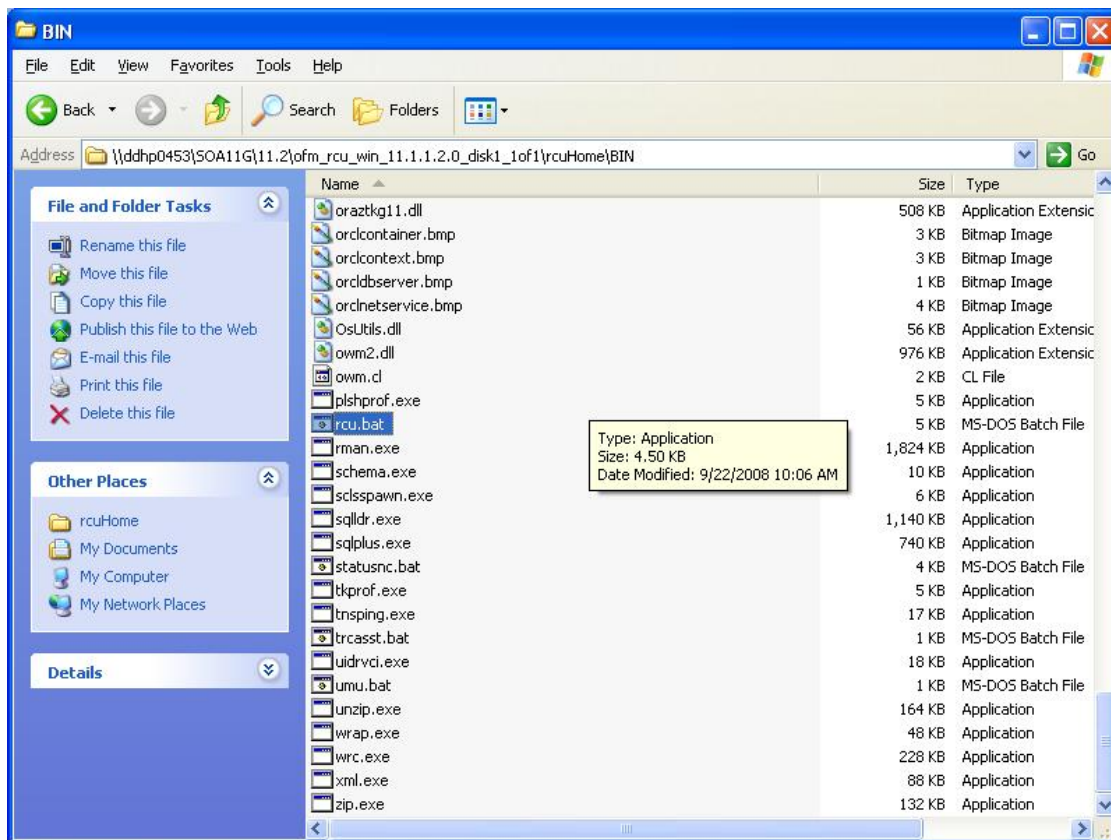 BIN
File Edit View Favorites Tools Help
Back Search Folders
Address \\ddhp0453\SOA11G\11.2\ofm_rcu_win_11.1.1.2.0_disk1_1of1\rcuHome\BIN Go
File and Folder Tasks
Rename this file
Move this file
Copy this file
Publish this file to the Web
E-mail this file
Print this file
Delete this file
Other Places
rcuHome
My Documents
My Computer
My Network Places
Details
Name Size Type
oraztkg11.dll 508 KB Application Extensic
orclcontainer.bmp 3 KB Bitmap Image
orclcontext.bmp 3 KB Bitmap Image
orcldbserver.bmp 1 KB Bitmap Image
orclnetservice.bmp 4 KB Bitmap Image
OsUtils.dll 56 KB Application Extensic
owm2.dll 976 KB Application Extensic
owm.cl 2 KB CL File
plshprof.exe 5 KB Application
rcu.bat 5 KB MS-DOS Batch File
rman.exe 1,824 KB Application
schema.exe 10 KB Application
sclsspawn.exe 6 KB Application
sqlldr.exe 1,140 KB Application
sqlplus.exe 740 KB Application
statusnc.bat 4 KB MS-DOS Batch File
tkprof.exe 5 KB Application
tnsping.exe 17 KB Application
trcasst.bat 1 KB MS-DOS Batch File
uidrvci.exe 18 KB Application
umu.bat 1 KB MS-DOS Batch File
unzip.exe 164 KB Application
wrap.exe 48 KB Application
wrc.exe 228 KB Application
xml.exe 88 KB Application
zip.exe 132 KB Application
Type: Application
Size: 4.50 KB
Date Modified: 9/22/2008 10:06 AM